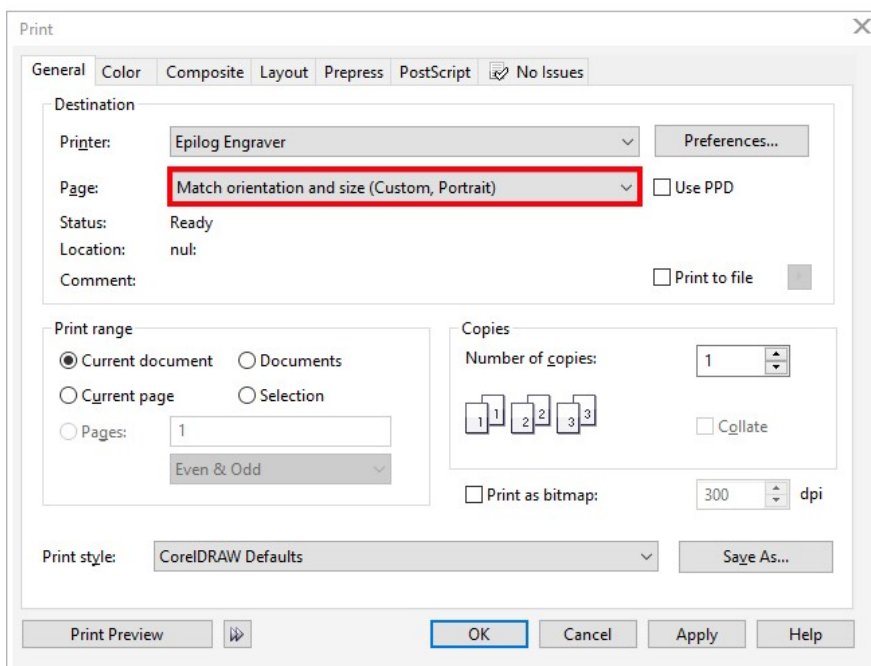 Print
General Color Composite Layout Prepress PostScript No Issues
Destination
Printer: Epilog Engraver Preferences...
Page: Match orientation and size (Custom, Portrait) Use PPD
Status: Ready
Location: nul:
Comment: Print to file
Print range
Current document Documents
Current page Selection
Pages: 1
Even & Odd
Copies
Number of copies: 1
1 1 2 2 3 3
Collate
Print as bitmap: 300 dpi
Print style: CorelDRAW Defaults Save As...
Print Preview OK Cancel Apply Help